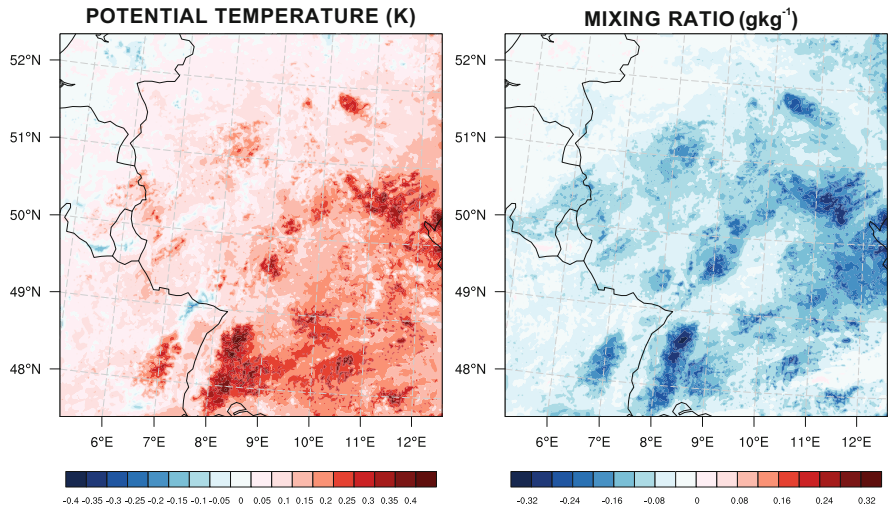 POTENTIAL TEMPERATURE (K)
MIXING RATIO (gkg-1)
52°N
51°N
50°N
49°N
48°N
6°E 7°E 8°E 9°E 10°E 11°E 12°E
52°N
51°N
50°N
49°N
48°N
6°E 7°E 8°E 9°E 10°E 11°E 12°E
-0.4 -0.35 -0.3 -0.25 -0.2 -0.15 -0.1 -0.05 0 0.05 0.1 0.15 0.2 0.25 0.3 0.35 0.4
-0.32 -0.24 -0.16 -0.08 0 0.08 0.16 0.24 0.32